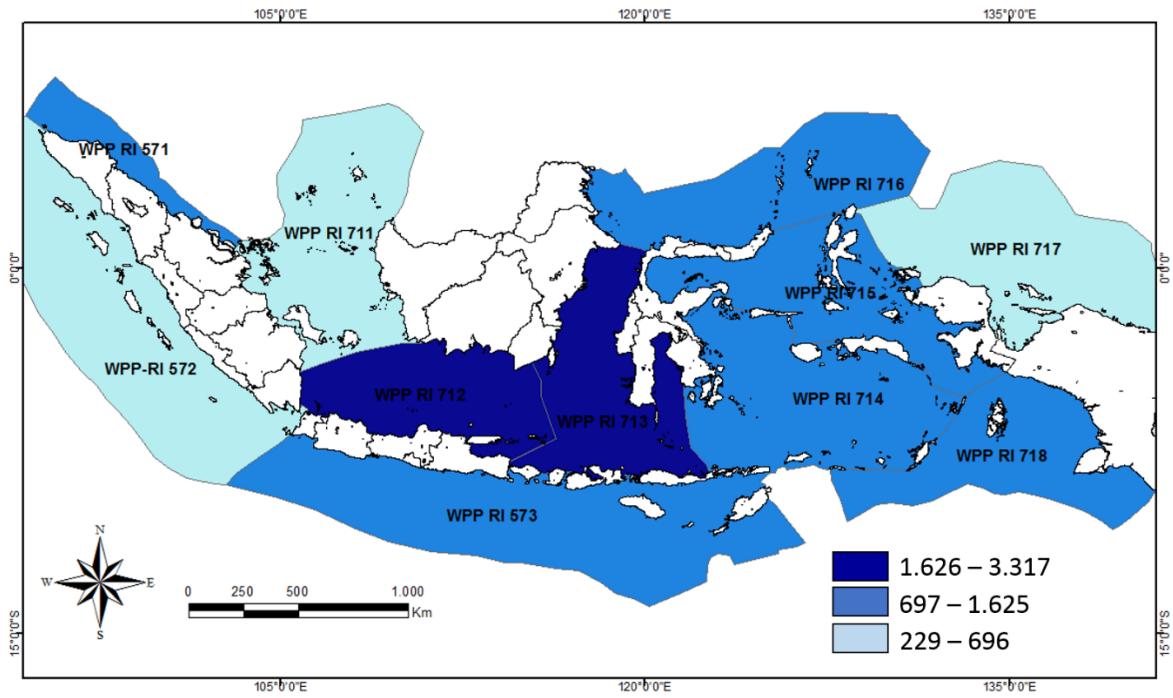 105°0'0"E 120°0'0"E 135°0'0"E
WPP RI 571
WPP RI 716
WPP RI 711
WPP RI 717
0°0'0"
0°0'0"
WPP RI 715
WPP-RI 572
WPP RI 712
WPP RI 714
WPP RI 713
WPP RI 718
WPP RI 573
N
W E
S
0 250 500 1.000
Km
1.626 – 3.317
697 – 1.625
229 – 696
15°0'0"S
15°0'0"S
105°0'0"E 120°0'0"E 135°0'0"E